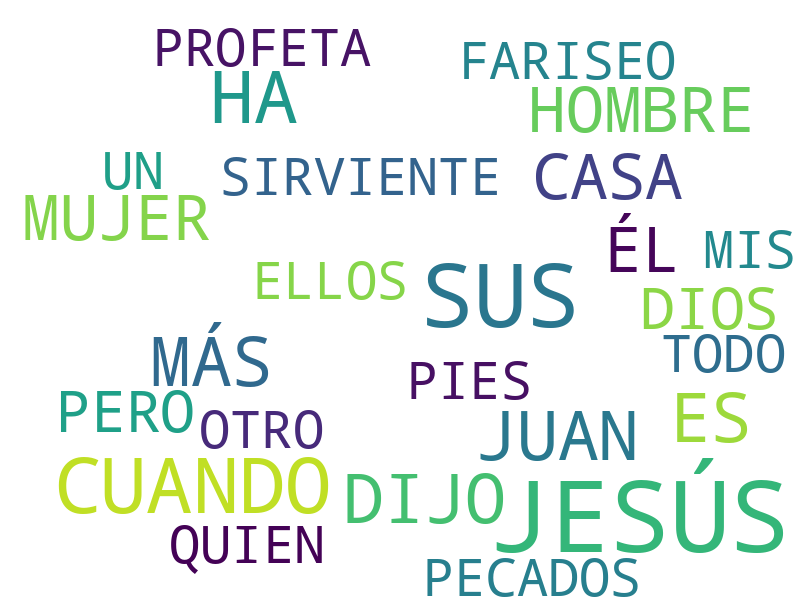 PROFETA
FARISEO
HA
HOMBRE
UN
SIRVIENTE
CASA
MUJER
ÉL
MIS
ELLOS
SUS
DIOS
MÁS
TODO
PIES
PERO
OTRO
JUAN
ES
CUANDO
DIJO
JESÚS
QUIEN
PECADOS